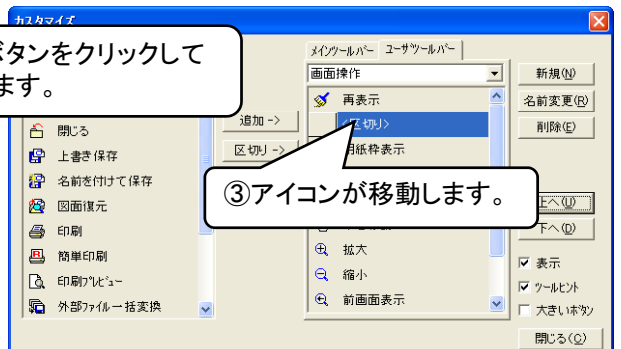 カスタマイズ
ボタンをクリックして
ます。
メインツールバー ユーザツールバー
画面操作
新規(N)
再表示
名前変更(R)
追加 ->
<区切り>
削除(E)
閉じる
区切り ->
用紙枠表示
上書き保存
③アイコンが移動します。
名前を付けて保存
上へ(U)
図面復元
下へ(D)
印刷
拡大
簡単印刷
表示
縮小
印刷プレビュー
ツールヒント
前画面表示
外部ファイル一括変換
大きいボタン
閉じる(C)